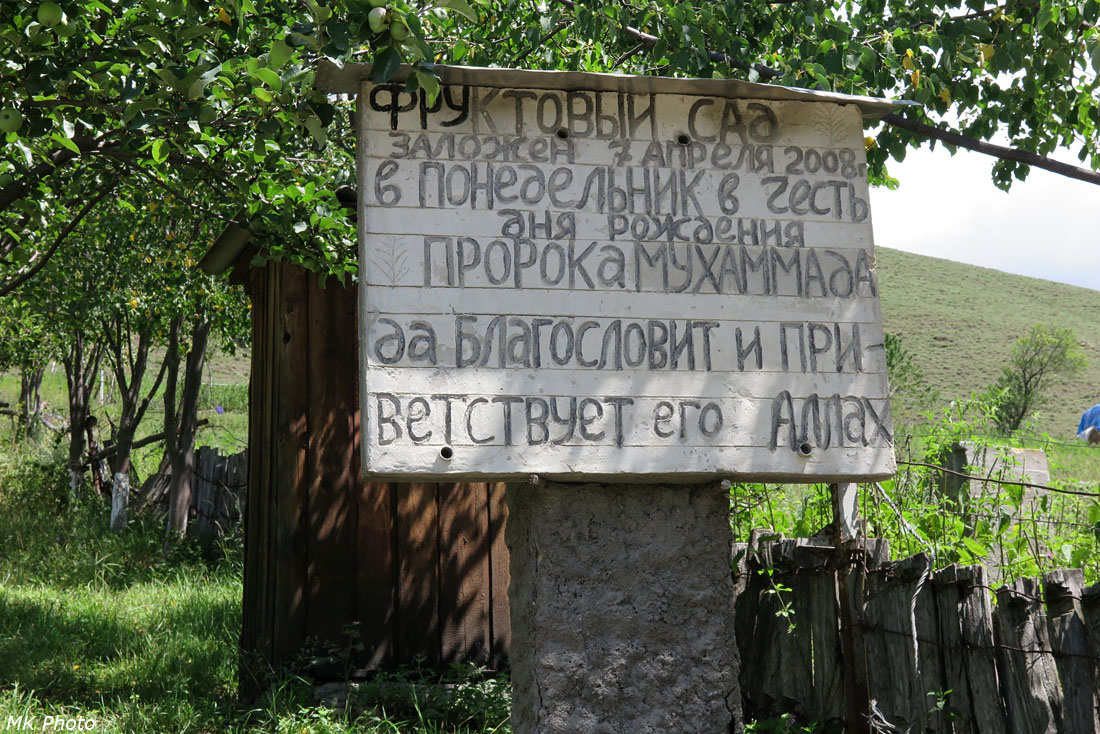 ФРУКТОВЫЙ САД
ЗАЛОЖЕН 7 АПРЕЛЯ 2008г
В ПОНЕДЕЛЬНИК В ЧЕСТЬ
ДНЯ РОЖДЕНИЯ
ПРОРОКА МУХАММАДА
ДА БЛАГОСЛОВИТ И ПРИ-
ВЕТСТВУЕТ ЕГО АЛЛАХ
MK Photo